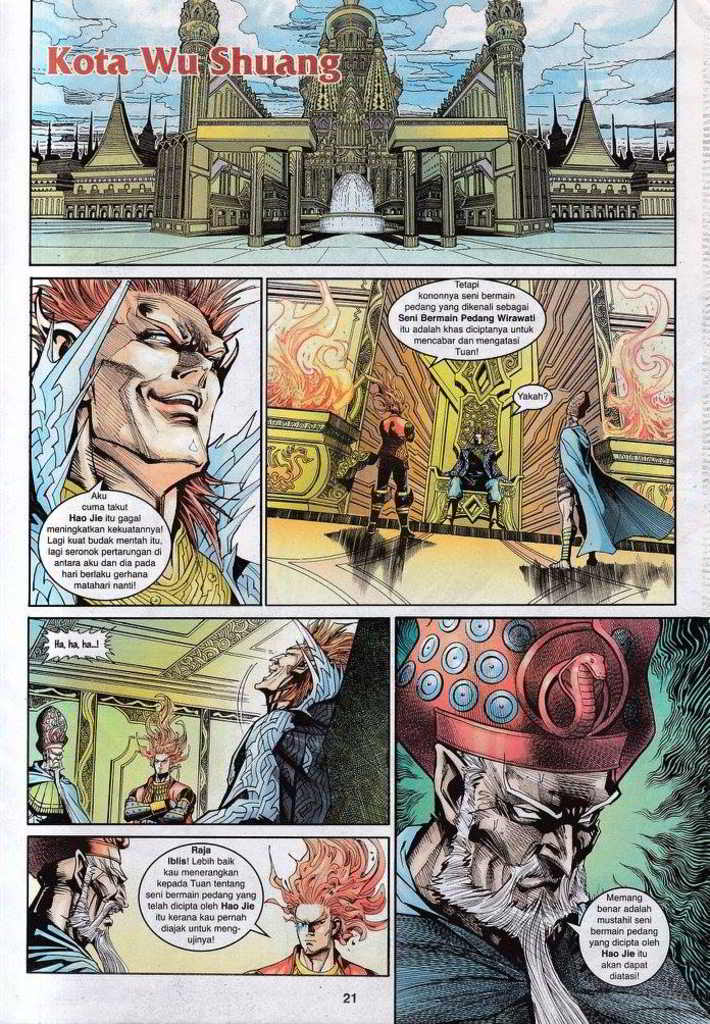 Kota Wu Shuang
Aku
cuma takut
Hao Jie itu gagal
meningkatkan kekuatannya!
Lagi kuat budak mentah itu,
lagi seronok pertarungan di
antara aku dan dia pada
hari berlaku gerhana
matahari nanti!
Tetapi
kononnya seni bermain
pedang yang dikenali sebagai
Seni Bermain Pedang Wirawati
itu adalah khas diciptanya untuk
mencabar dan mengatasi
Tuan!
Yakah?
Ha, ha, ha...!
Raja
Iblis! Lebih baik
kau menerangkan
kepada Tuan tentang
seni bermain pedang yang
telah dicipta oleh Hao Jie
itu kerana kau pernah
diajak untuk meng-
ujinya!
Memang
benar adalah
mustahil seni
bermain pedang
yang dicipta oleh
Hao Jie itu
akan dapat
diatasi!
21